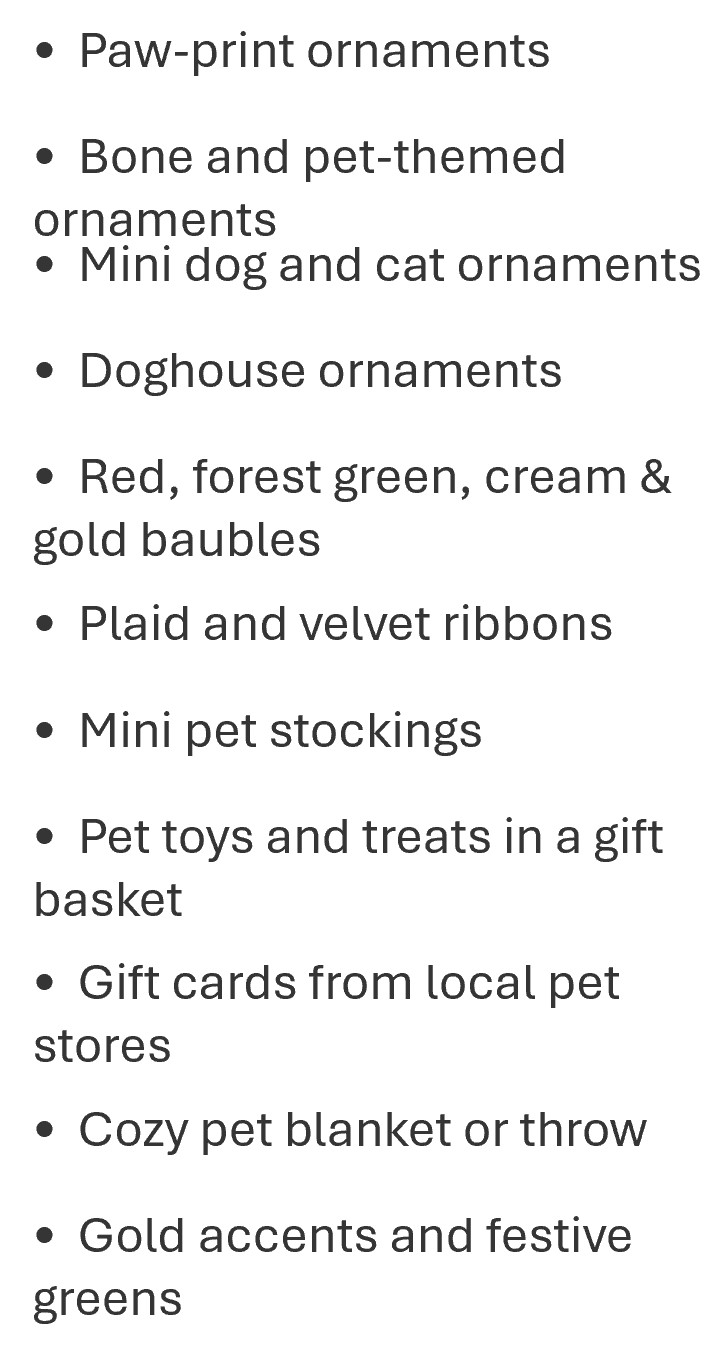 • Paw-print ornaments
• Bone and pet-themed
ornaments
• Mini dog and cat ornaments
• Doghouse ornaments
• Red, forest green, cream &
gold baubles
• Plaid and velvet ribbons
• Mini pet stockings
• Pet toys and treats in a gift
basket
• Gift cards from local pet
stores
• Cozy pet blanket or throw
• Gold accents and festive
greens